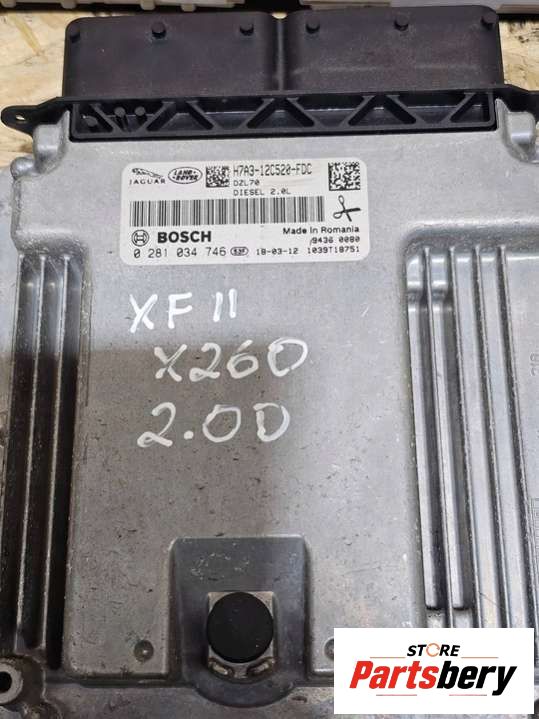 JAGUAR LAND ROVER H7A3-12C520-FDC
DZL70
DIESEL 2.0L
BOSCH Made in Romania
0 281 034 746 18-03-12 1039T18751
XF II
X260
2.0D
STORE
Partsbery